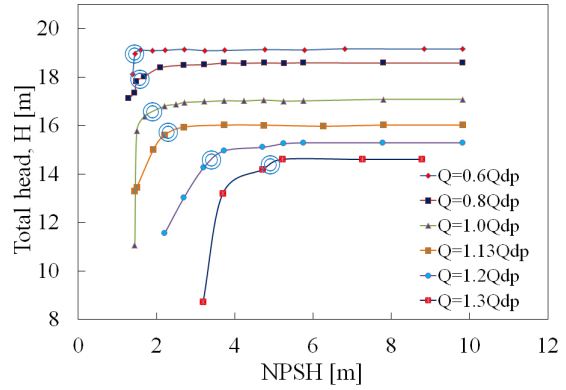 Total head, H [m]
20
18
16
14
12
10
8
0
2
4
6
8
10
12
NPSH [m]
Q=0.6Qdp
Q=0.8Qdp
Q=1.0Qdp
Q=1.13Qdp
Q=1.2Qdp
Q=1.3Qdp